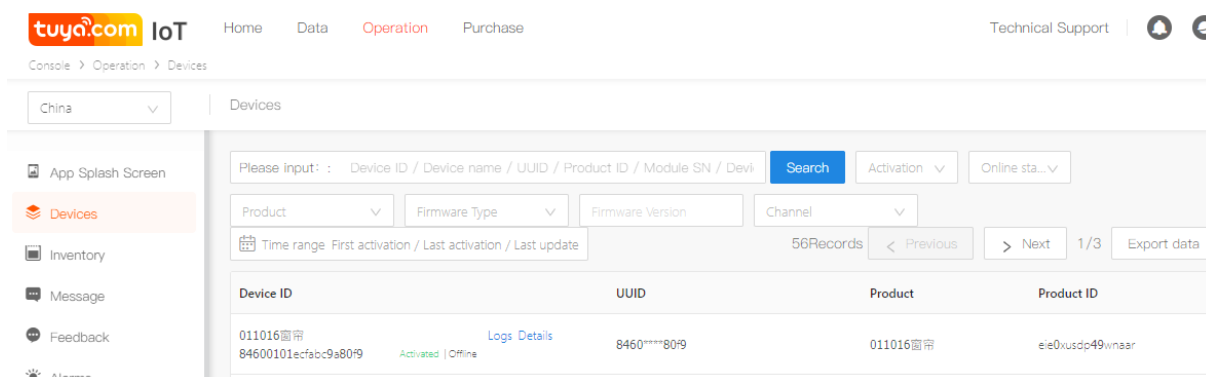 tuya.com IoT Home Data Operation Purchase Technical Support
Console > Operation > Devices
China Devices
App Splash Screen
Devices
Inventory
Message
Feedback
Please input: : Device ID / Device name / UUID / Product ID / Module SN / Devi Search Activation Online sta...
Product Firmware Type Firmware Version Channel
Time range First activation / Last activation / Last update 56Records < Previous > Next 1/3 Export data
Device ID UUID Product Product ID
011016窗帘 Logs Details
84600101ecfabc9a80f9 Activated | Offline 8460****80f9 011016窗帘 eie0xusdp49wnaar